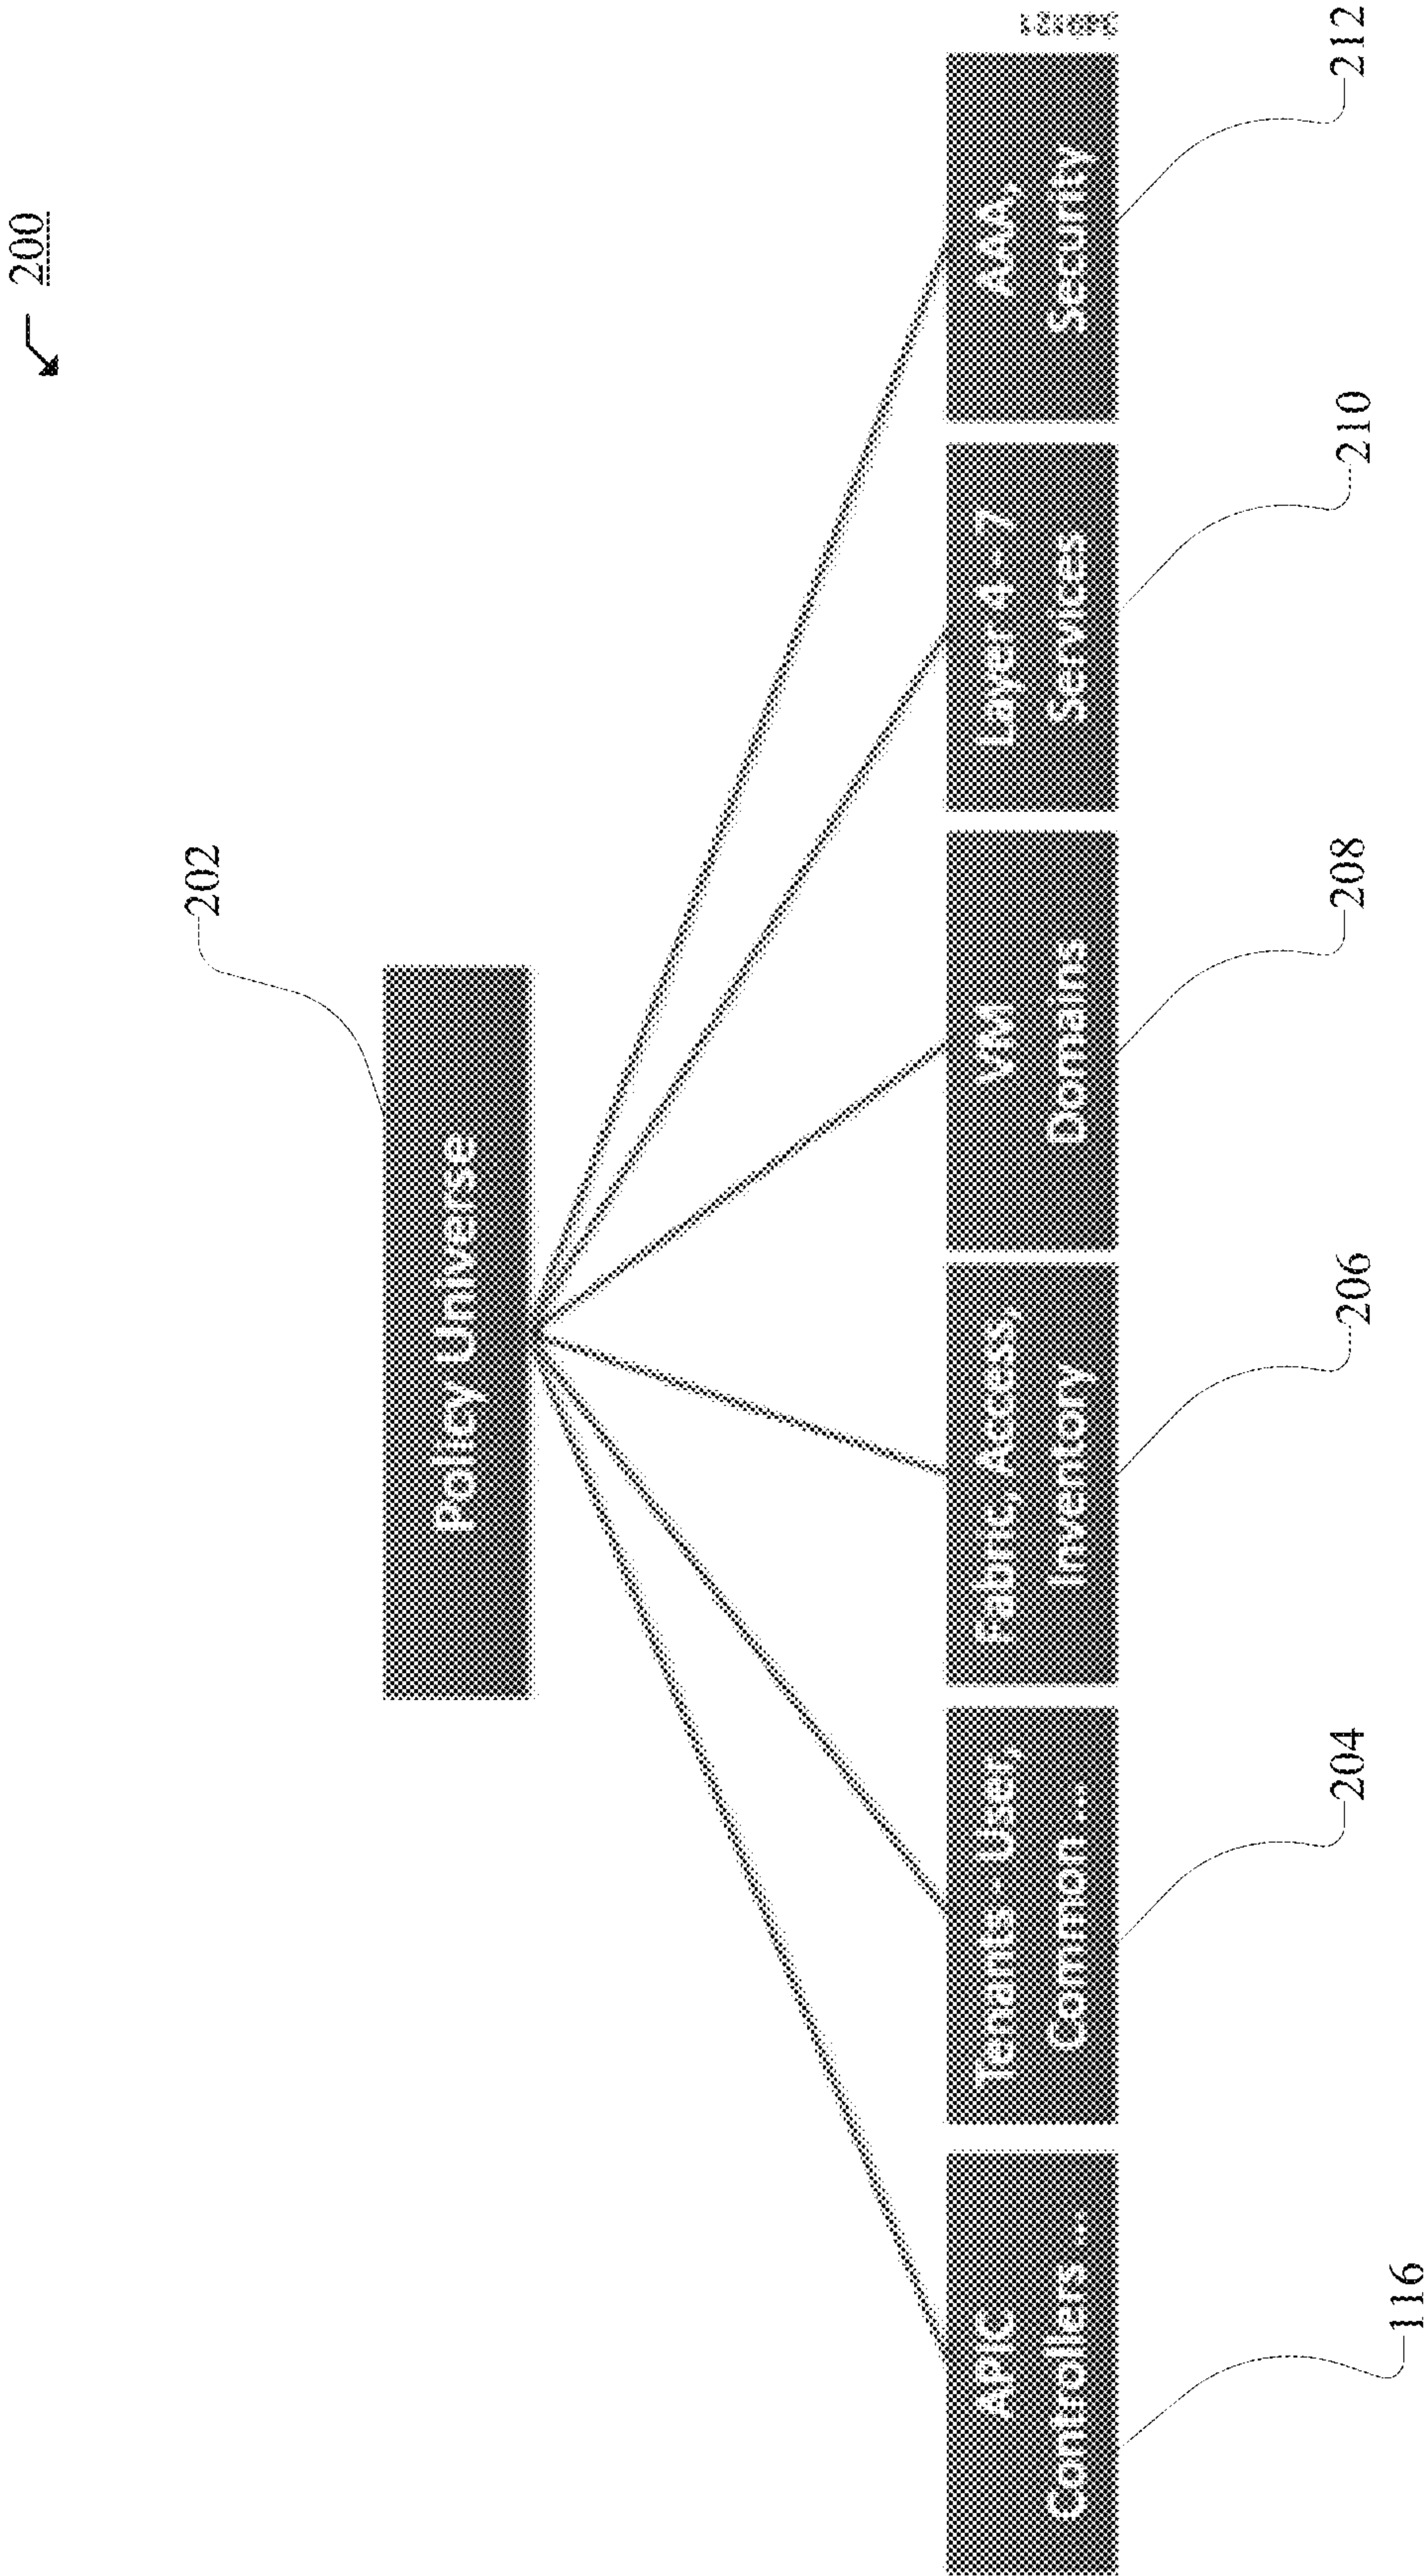 200
202
Policy Universe
APIC
Controllers ...
Tenants - User,
Common ...
Fabric, Access,
Inventory
VM
Domains
Layer 4 - 7
Services
AAA,
Security
116
204
206
208
210
212